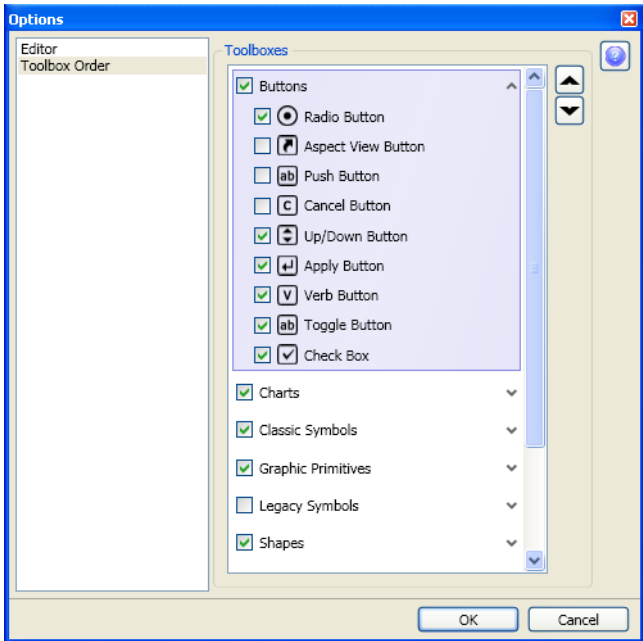 Options
Editor
Toolbox Order
Toolboxes
?
Buttons
Radio Button
Aspect View Button
ab Push Button
C Cancel Button
Up/Down Button
Apply Button
V Verb Button
ab Toggle Button
Check Box
Charts
Classic Symbols
Graphic Primitives
Legacy Symbols
Shapes
OK
Cancel